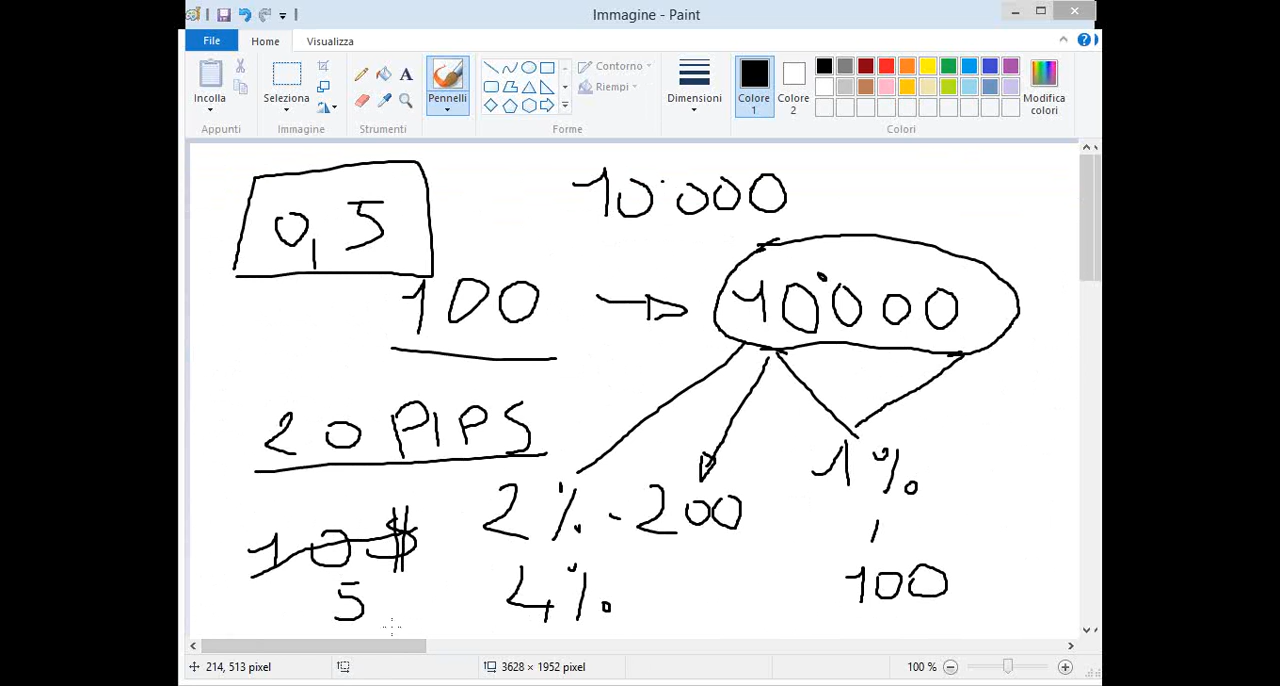 Immagine - Paint
File Home Visualizza
Incolla
Seleziona
Pennelli
Contorno
Riempi
Dimensioni
Colore 1
Colore 2
Modifica colori
Appunti Immagine Strumenti Forme Colori
0,5
10.000
100
10.000
20 PIPS
2%. - 200
1%
10$
5
4%
100
214, 513 pixel
3628 × 1952 pixel
100 %